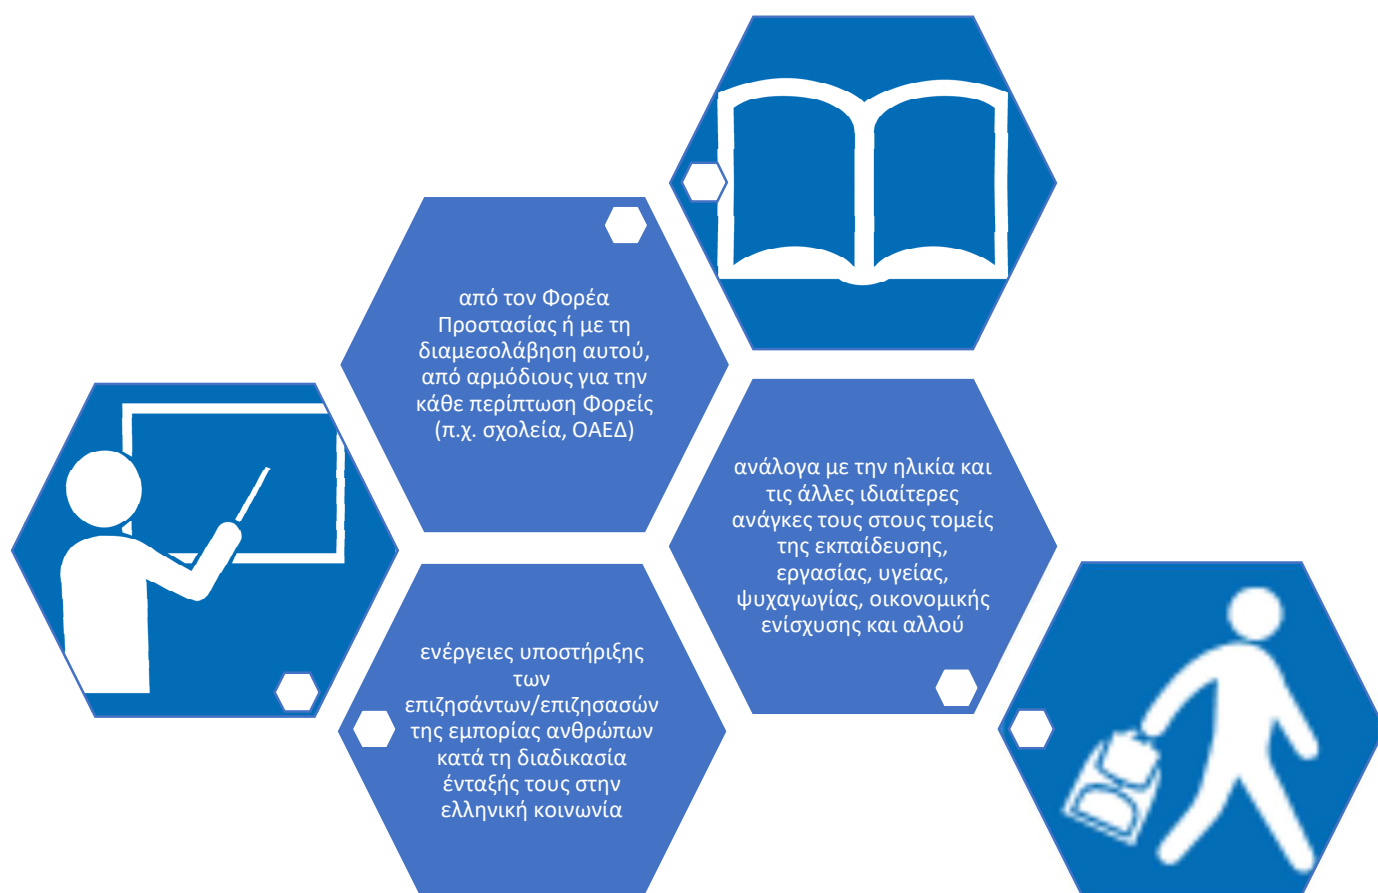 από τον Φορέα
Προστασίας ή με τη
διαμεσολάβηση αυτού,
από αρμόδιους για την
κάθε περίπτωση Φορείς
(π.χ. σχολεία, ΟΑΕΔ)
ανάλογα με την ηλικία και
τις άλλες ιδιαίτερες
ανάγκες τους στους τομείς
της εκπαίδευσης,
εργασίας, υγείας,
ψυχαγωγίας, οικονομικής
ενίσχυσης και αλλού
ενέργειες υποστήριξης
των
επιζησάντων/επιζησασών
της εμπορίας ανθρώπων
κατά τη διαδικασία
ένταξής τους στην
ελληνική κοινωνία